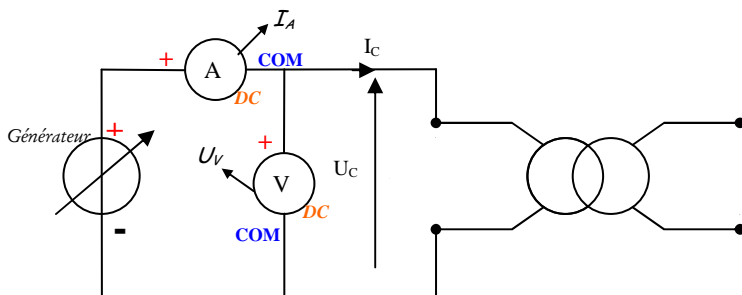 I_A
I_C
COM
+
A
DC
Générateur
+
+
U_V
V
U_C
DC
COM
-